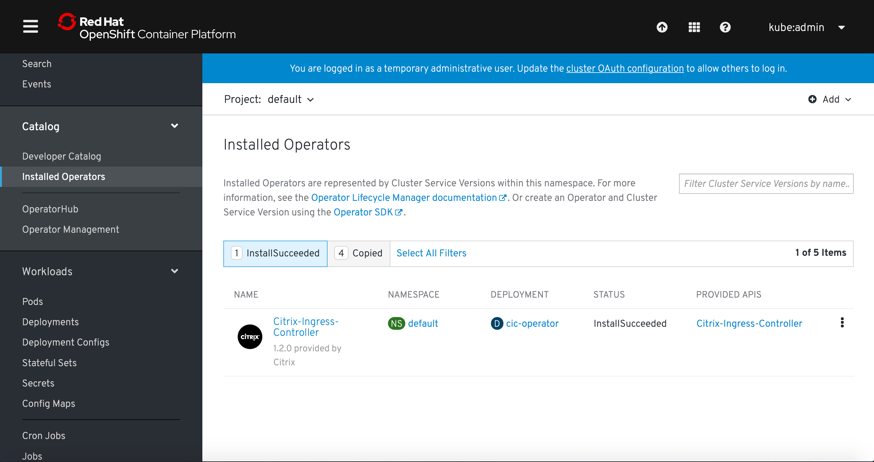 Red Hat
OpenShift Container Platform
kube:admin
Search
Events
Catalog
Developer Catalog
Installed Operators
OperatorHub
Operator Management
Workloads
Pods
Deployments
Deployment Configs
Stateful Sets
Secrets
Config Maps
Cron Jobs
Jobs
You are logged in as a temporary administrative user. Update the cluster OAuth configuration to allow others to log in.
Project: default
Add
Installed Operators
Installed Operators are represented by Cluster Service Versions within this namespace. For more
information, see the Operator Lifecycle Manager documentation. Or create an Operator and Cluster
Service Version using the Operator SDK.
Filter Cluster Service Versions by name..
1 InstallSucceeded 4 Copied Select All Filters 1 of 5 Items
NAME NAMESPACE DEPLOYMENT STATUS PROVIDED APIS
CITRIX Citrix-Ingress-
Controller
1.2.0 provided by
Citrix
NS default
D cic-operator
InstallSucceeded
Citrix-Ingress-Controller